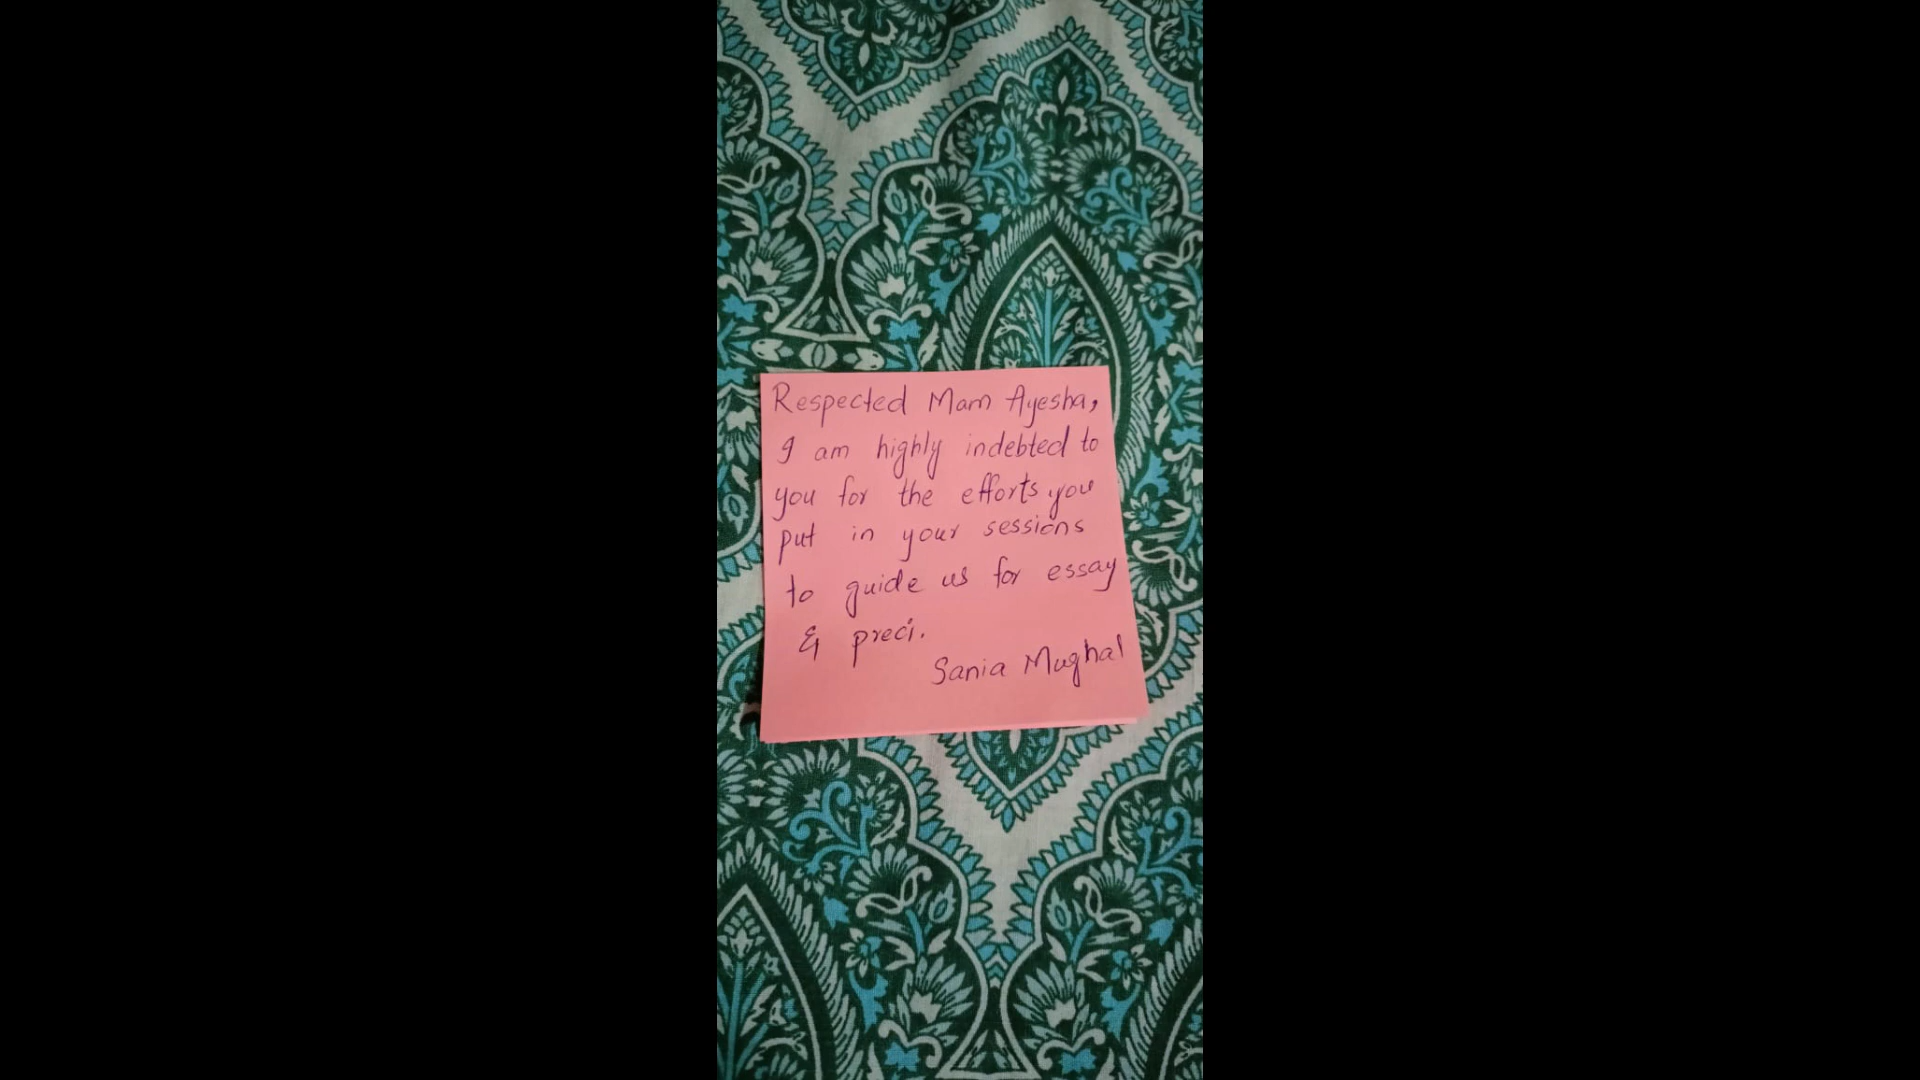 Respected Mam Ayesha,
I am highly indebted to
you for the efforts you
put in your sessions
to guide us for essay
& preci.
Sania Mughal